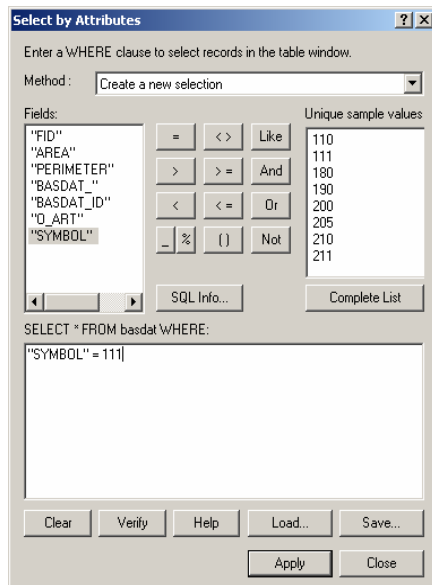 Select by Attributes
? X
Enter a WHERE clause to select records in the table window.
Method : Create a new selection
Fields: Unique sample values
"FID"
"AREA"
"PERIMETER"
"BASDAT_"
"BASDAT_ID"
"O_ART"
"SYMBOL"
= < > Like
> > = And
< < = Or
_ % ( ) Not
110
111
180
190
200
205
210
211
SQL Info... Complete List
SELECT * FROM basdat WHERE:
"SYMBOL" = 111
Clear Verify Help Load... Save...
Apply Close